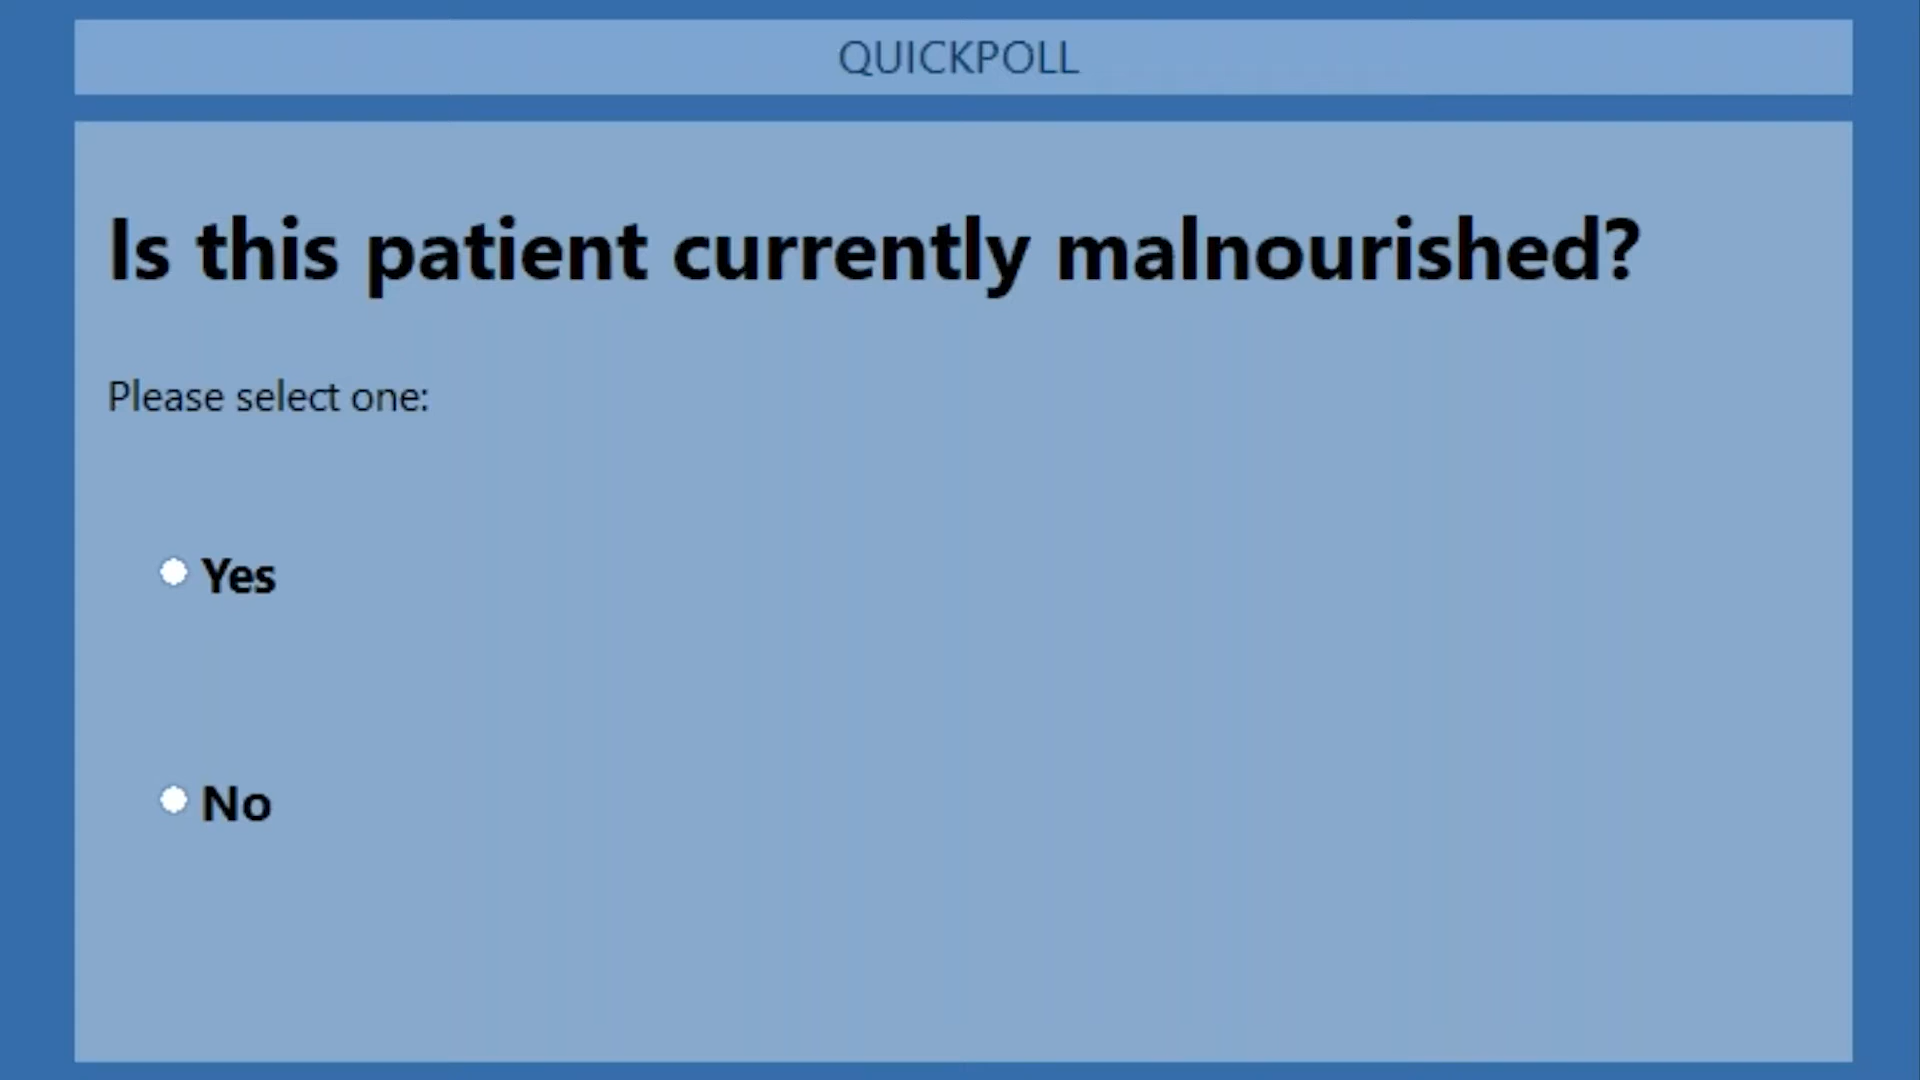 QUICKPOLL
Is this patient currently malnourished?
Please select one:
Yes
No